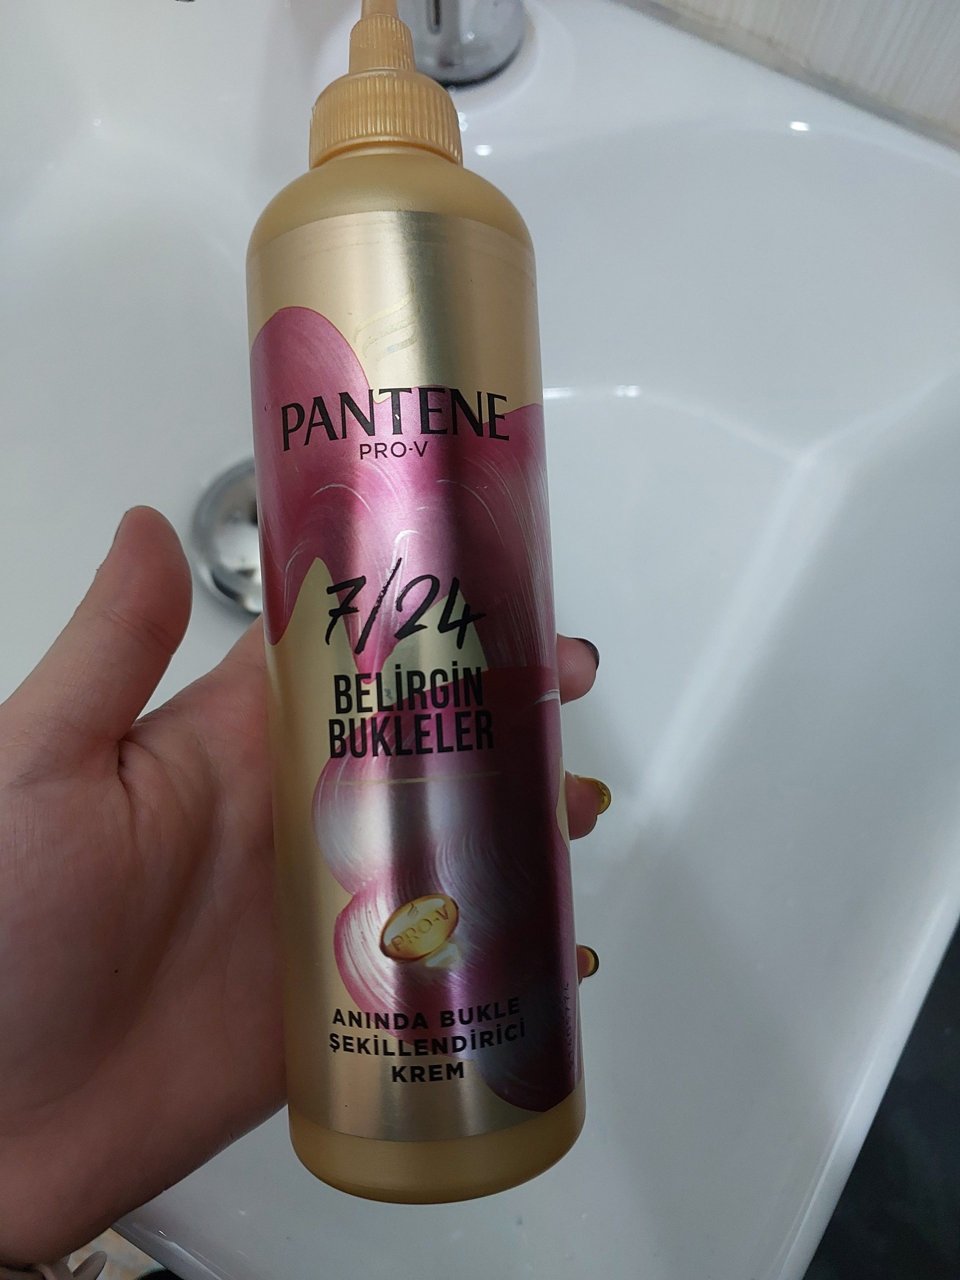 PANTENE
PRO-V
7/24
BELİRGİN
BUKLELER
PRO-V
ANINDA BUKLE
ŞEKİLLENDİRİCİ
KREM